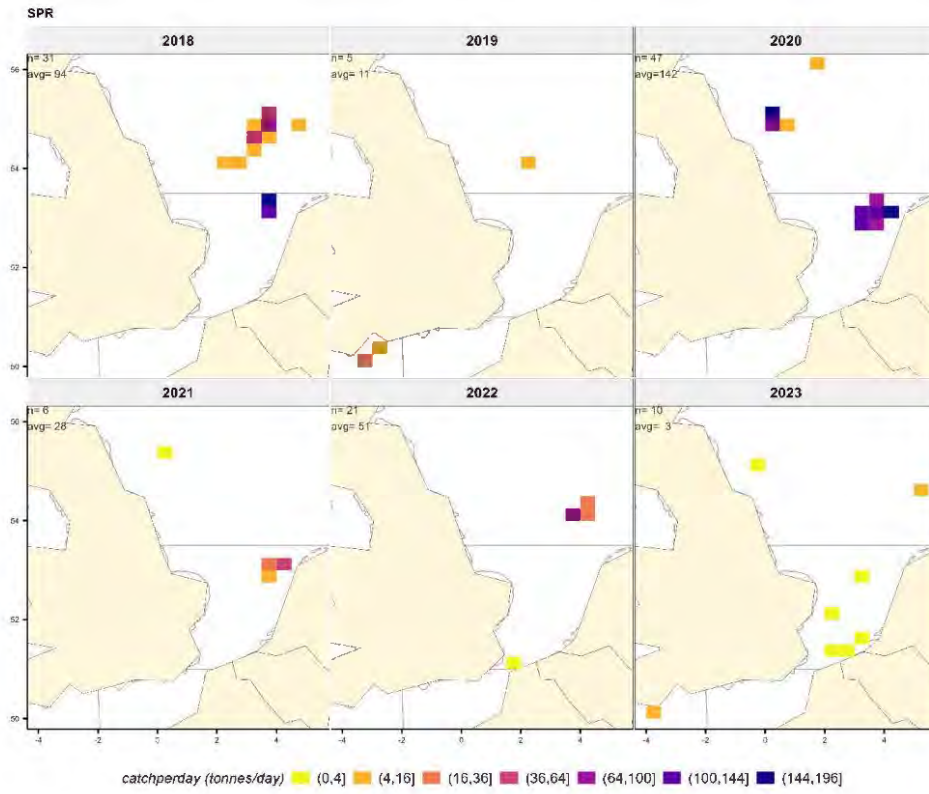 SPR
2018
2019
2020
n= 31
avg= 94
n= 5
avg= 11
n= 47
avg=142
56
54
52
50
2021
2022
2023
n= 6
avg= 28
n= 21
avg= 51
n= 10
avg= 3
56
54
52
50
-4 -2 0 2 4
-4 -2 0 2 4
-4 -2 0 2 4
catchperday (tonnes/day) (0,4] (4,16] (16,36] (36,64] (64,100] (100,144] (144,196]